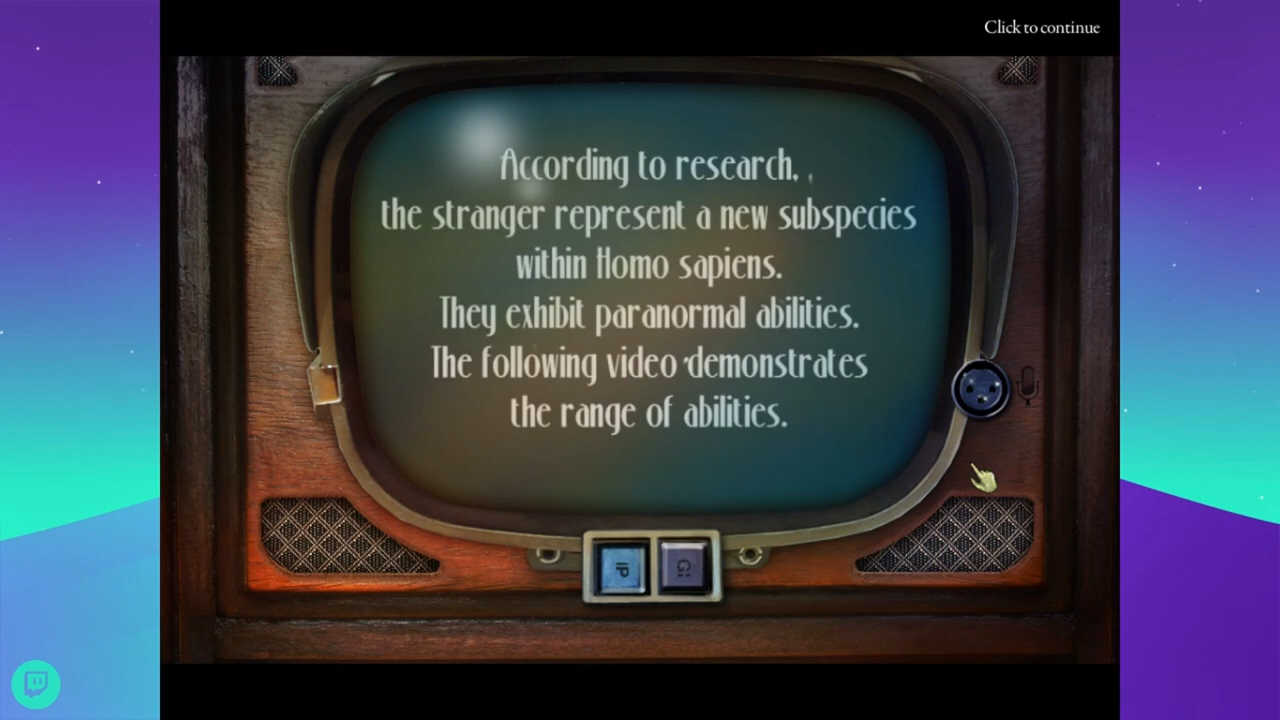 Click to continue
According to research,
the stranger represent a new subspecies
within Homo sapiens.
They exhibit paranormal abilities.
The following video demonstrates
the range of abilities.